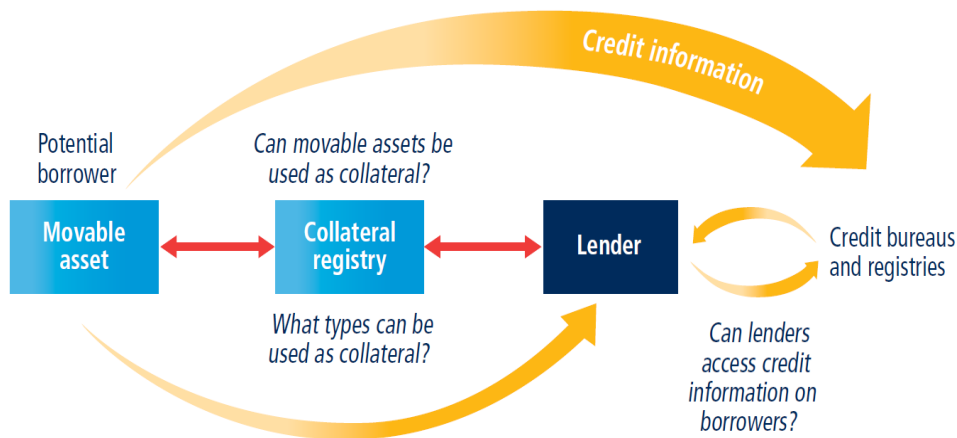 Credit information
Potential
borrower
Can movable assets be
used as collateral?
Movable
asset
Collateral
registry
Lender
Credit bureaus
and registries
What types can be
used as collateral?
Can lenders
access credit
information on
borrowers?